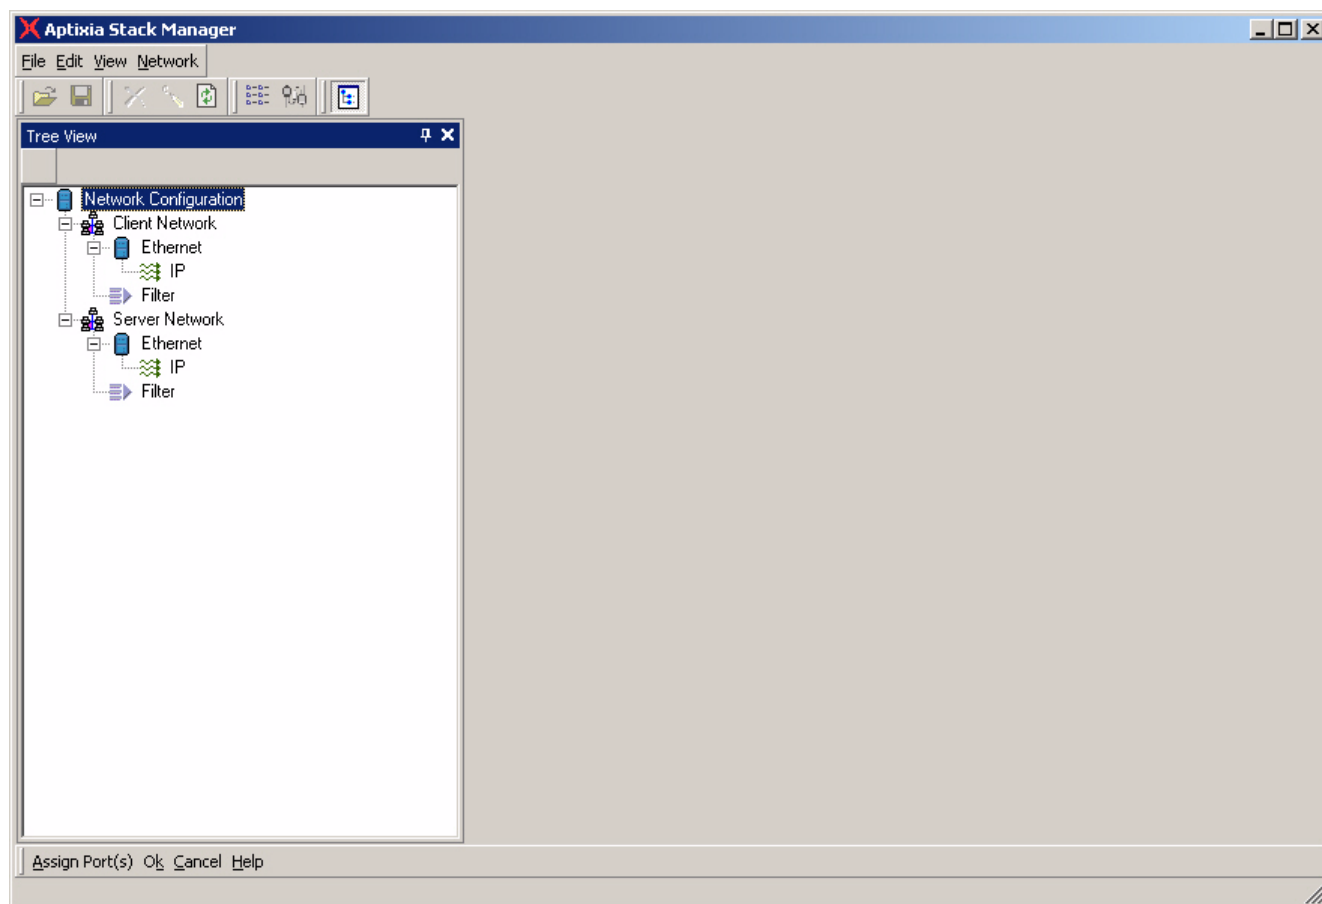 Aptixia Stack Manager
File Edit View Network
Tree View
Network Configuration
Client Network
Ethernet
IP
Filter
Server Network
Ethernet
IP
Filter
Assign Port(s) Ok Cancel Help